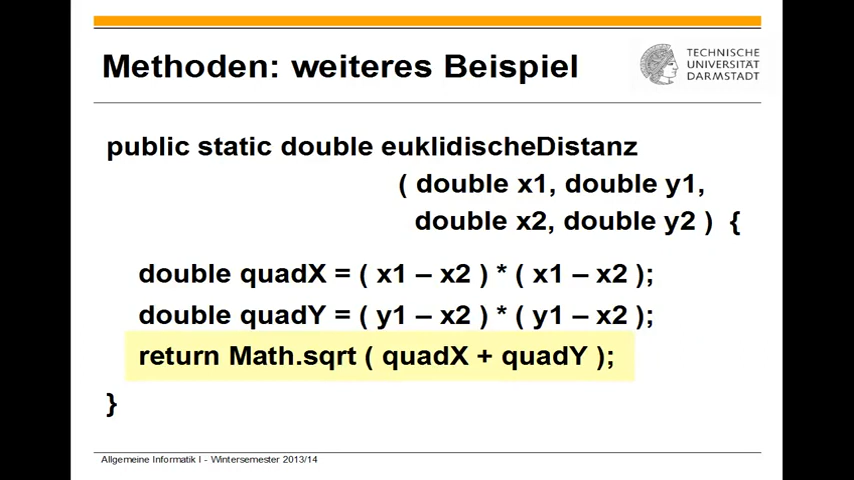 Methoden: weiteres Beispiel
TECHNISCHE
UNIVERSITÄT
DARMSTADT
public static double euklidischeDistanz
( double x1, double y1,
double x2, double y2 ) {
double quadX = ( x1 – x2 ) * ( x1 – x2 );
double quadY = ( y1 – x2 ) * ( y1 – x2 );
return Math.sqrt ( quadX + quadY );
}
Allgemeine Informatik I - Wintersemester 2013/14